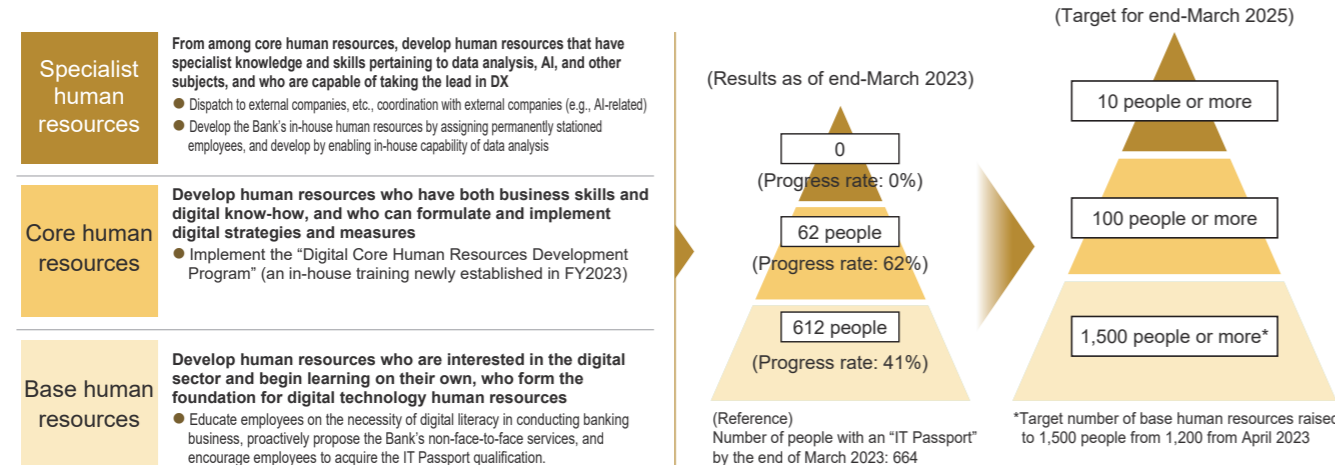 Specialist
human
resources
From among core human resources, develop human resources that have
specialist knowledge and skills pertaining to data analysis, AI, and other
subjects, and who are capable of taking the lead in DX
● Dispatch to external companies, etc., coordination with external companies (e.g., AI-related)
● Develop the Bank's in-house human resources by assigning permanently stationed
employees, and develop by enabling in-house capability of data analysis
Core human
resources
Develop human resources who have both business skills and
digital know-how, and who can formulate and implement
digital strategies and measures
● Implement the “Digital Core Human Resources Development
Program” (an in-house training newly established in FY2023)
Base human
resources
Develop human resources who are interested in the digital
sector and begin learning on their own, who form the
foundation for digital technology human resources
● Educate employees on the necessity of digital literacy in conducting banking
business, proactively propose the Bank's non-face-to-face services, and
encourage employees to acquire the IT Passport qualification.
(Results as of end-March 2023)
0
(Progress rate: 0%)
62 people
(Progress rate: 62%)
612 people
(Progress rate: 41%)
(Reference)
Number of people with an “IT Passport”
by the end of March 2023: 664
(Target for end-March 2025)
10 people or more
100 people or more
1,500 people or more*
*Target number of base human resources raised
to 1,500 people from 1,200 from April 2023